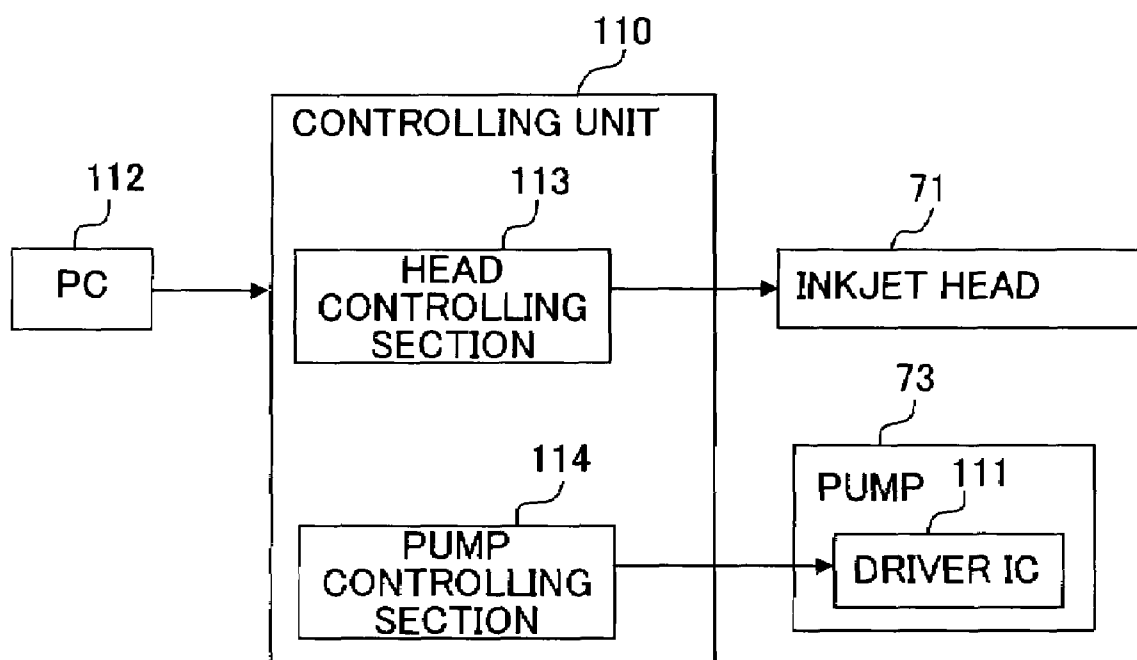 110
CONTROLLING UNIT
112
PC
113
HEAD
CONTROLLING
SECTION
71
INKJET HEAD
73
PUMP
111
DRIVER IC
114
PUMP
CONTROLLING
SECTION